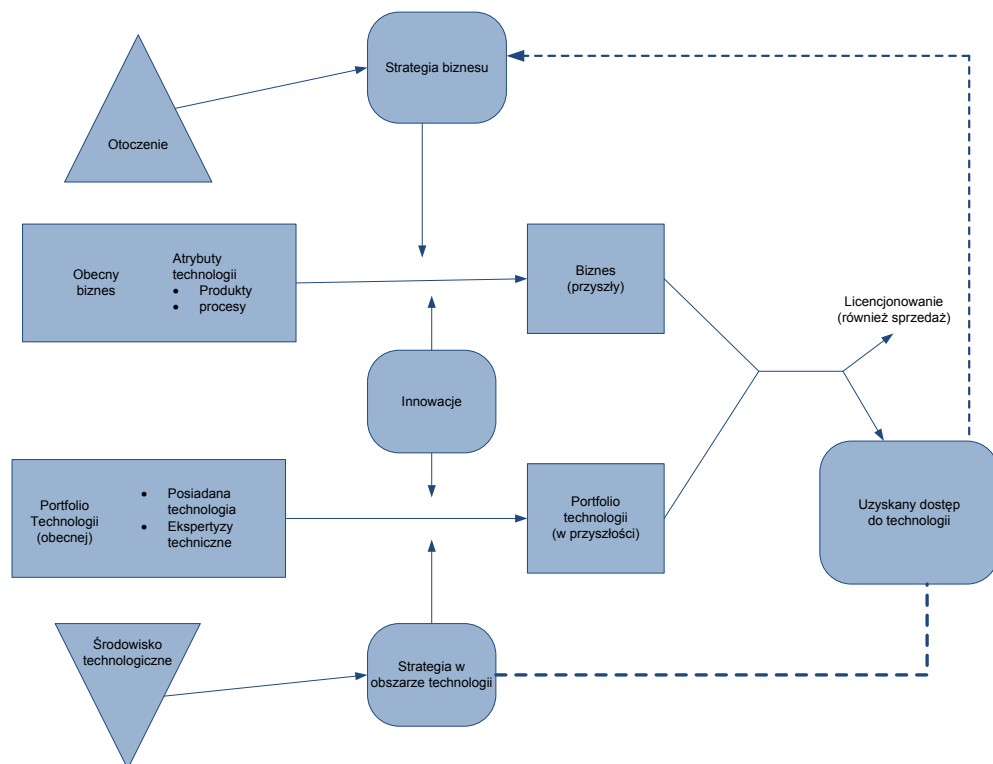 Strategia biznesu
Otoczenie
Obecny
biznes
Atrybuty
technologii
• Produkty
• procesy
Biznes
(przyszły)
Licencjonowanie
(również sprzedaż)
Innowacje
Portfolio
Technologii
(obecnej)
• Posiadana
technologia
• Ekspertyzy
techniczne
Portfolio
technologii
(w przyszłości)
Uzyskany dostęp
do technologii
Środowisko
technologiczne
Strategia w
obszarze technologii